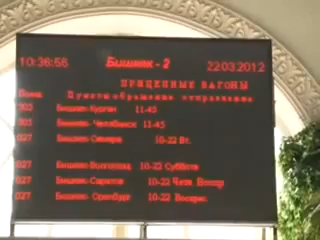 10:36:56 Бишкек - 2 22.03.2012
ПРИЦЕПНЫЕ ВАГОНЫ
Пункты обращения отправление
305 Бишкек-Курган 11-45
305 Бишкек- Челябинск 11-45
027 Бишкек-Самара 10-22 Вт.
027 Бишкек-Волгоград 10-22 Суббота
027 Бишкек-Саратов 10-22 Четв Воскр
027 Бишкек- Оренбург 10-22 Воскрес.